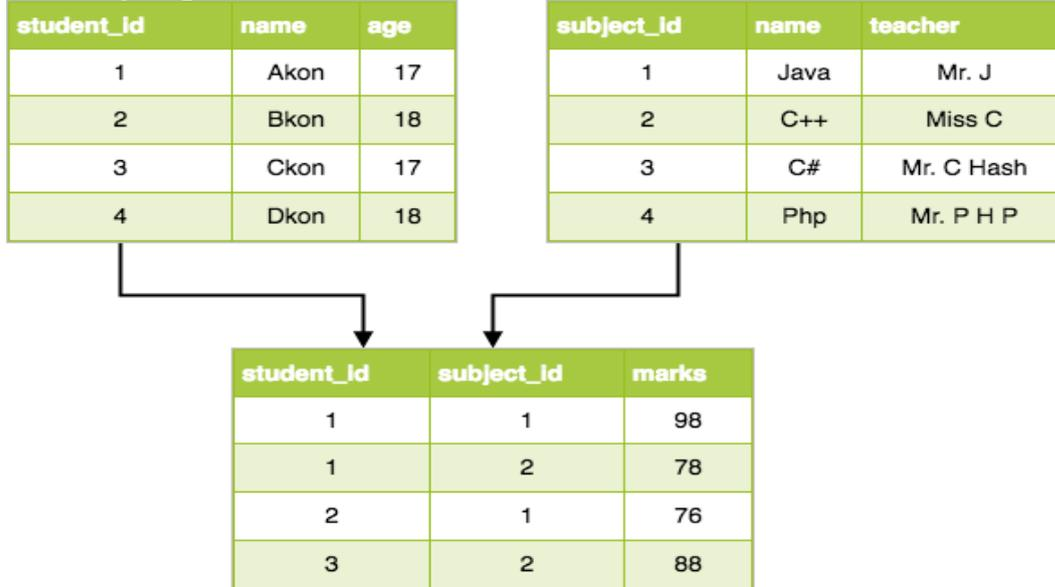 student_id name age
1 Akon 17
2 Bkon 18
3 Ckon 17
4 Dkon 18
subject_id name teacher
1 Java Mr. J
2 C++ Miss C
3 C# Mr. C Hash
4 Php Mr. P H P
student_id subject_id marks
1 1 98
1 2 78
2 1 76
3 2 88